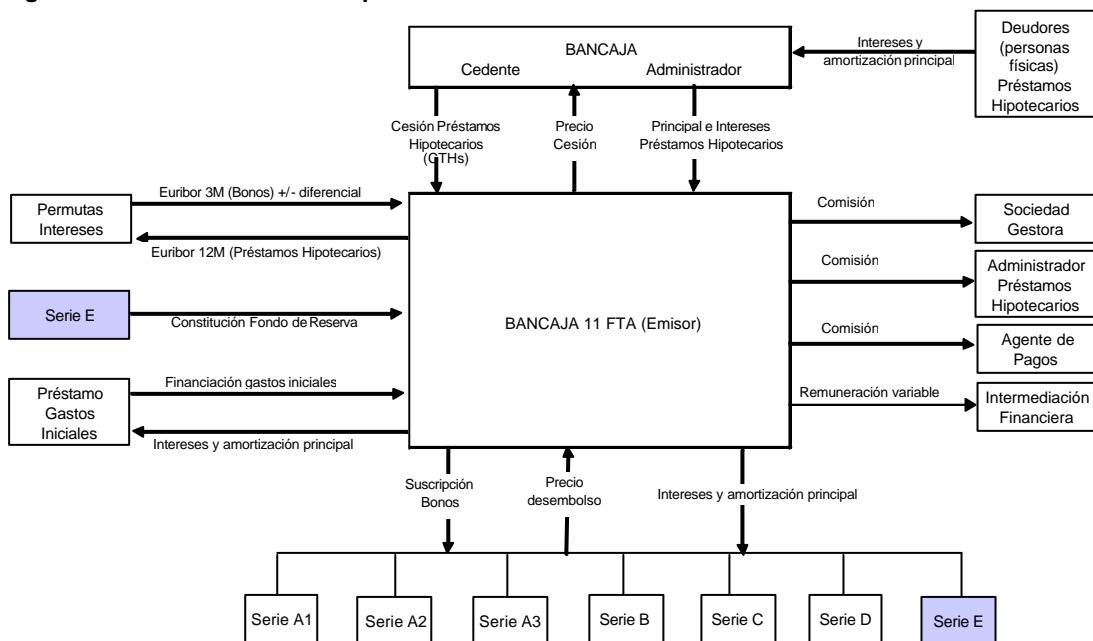 Deudores
(personas
físicas)
Préstamos
Hipotecarios
Intereses y
amortización principal
BANCAJA
Cedente
Administrador
Cesión Préstamos
Hipotecarios
(CTHs)
Precio
Cesión
Principal e Intereses
Préstamos Hipotecarios
Permutas
Intereses
Euribor 3M (Bonos) +/- diferencial
Euribor 12M (Préstamos Hipotecarios)
Serie E
Constitución Fondo de Reserva
Préstamo
Gastos
Iniciales
Financiación gastos iniciales
Intereses y amortización principal
BANCAJA 11 FTA (Emisor)
Comisión
Sociedad
Gestora
Comisión
Administrador
Préstamos
Hipotecarios
Comisión
Agente de
Pagos
Remuneración variable
Intermediación
Financiera
Suscripción
Bonos
Precio
desembolso
Intereses y amortización principal
Serie A1
Serie A2
Serie A3
Serie B
Serie C
Serie D
Serie E